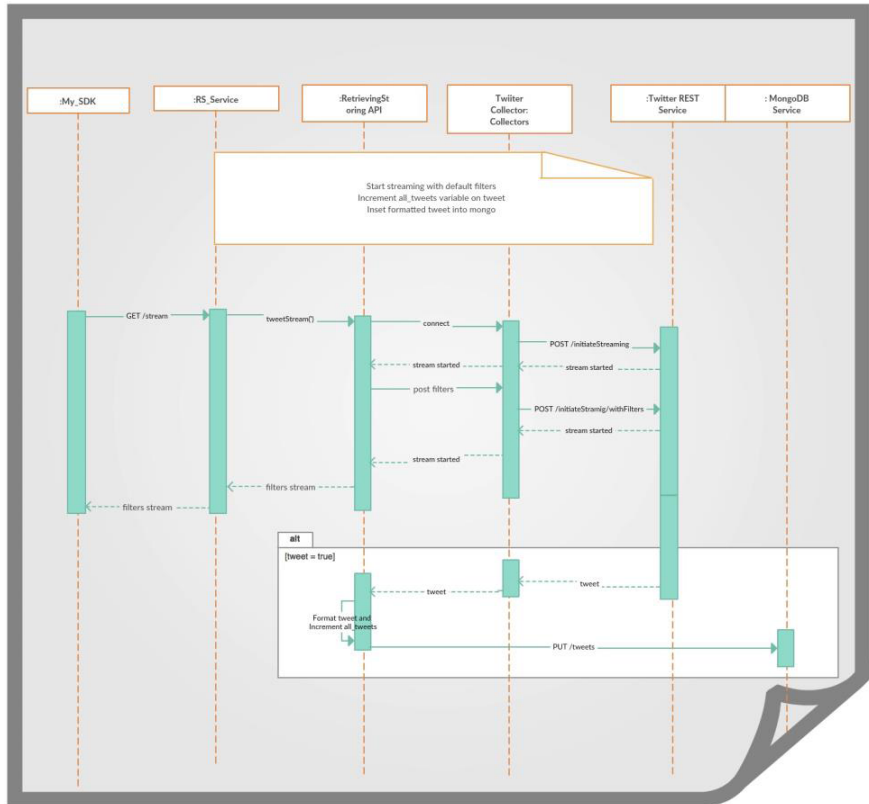 :My_SDK
:RS_Service
:RetrievingSt
oring API
Twiiter
Collector:
Collectors
:Twitter REST
Service
: MongoDB
Service
Start streaming with default filters
Increment all_tweets variable on tweet
Inset formatted tweet into mongo
GET /stream
tweetStream(')
connect
POST /initiateStreaming
stream started
stream started
post filters
POST /initiateStramig/withFilters
stream started
stream started
filters stream
filters stream
alt
[tweet = true]
tweet
tweet
Format tweet and
Increment all_tweets
PUT /tweets